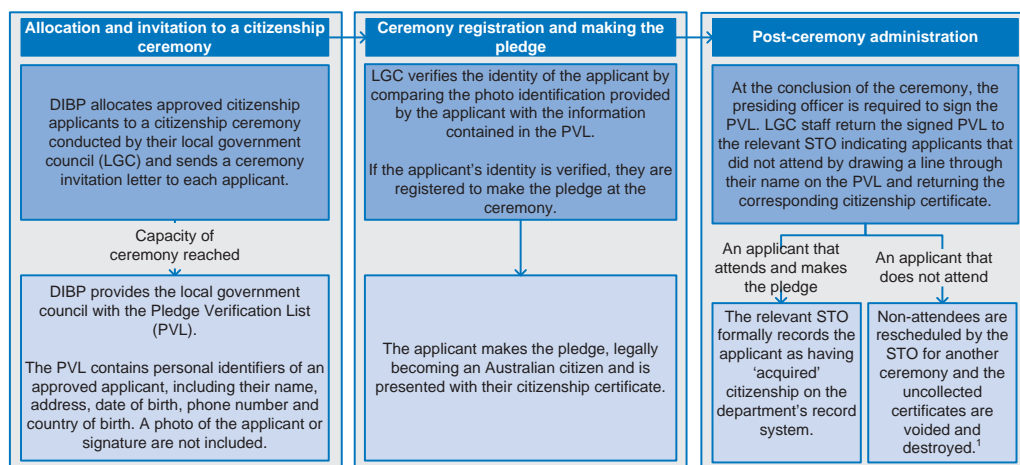 Allocation and invitation to a citizenship
ceremony
DIBP allocates approved citizenship
applicants to a citizenship ceremony
conducted by their local government
council (LGC) and sends a ceremony
invitation letter to each applicant.
Capacity of
ceremony reached
DIBP provides the local government
council with the Pledge Verification List
(PVL).
The PVL contains personal identifiers of an
approved applicant, including their name,
address, date of birth, phone number and
country of birth. A photo of the applicant or
signature are not included.
Ceremony registration and making the
pledge
LGC verifies the identity of the applicant by
comparing the photo identification provided
by the applicant with the information
contained in the PVL.
If the applicant’s identity is verified, they are
registered to make the pledge at the
ceremony.
The applicant makes the pledge, legally
becoming an Australian citizen and is
presented with their citizenship certificate.
Post-ceremony administration
At the conclusion of the ceremony, the
presiding officer is required to sign the
PVL. LGC staff return the signed PVL to
the relevant STO indicating applicants that
did not attend by drawing a line through
their name on the PVL and returning the
corresponding citizenship certificate.
An applicant that
attends and makes
the pledge
The relevant STO
formally records the
applicant as having
‘acquired’
citizenship on the
department’s record
system.
An applicant that
does not attend
Non-attendees are
rescheduled by the
STO for another
ceremony and the
uncollected
certificates are
voided and
destroyed.1